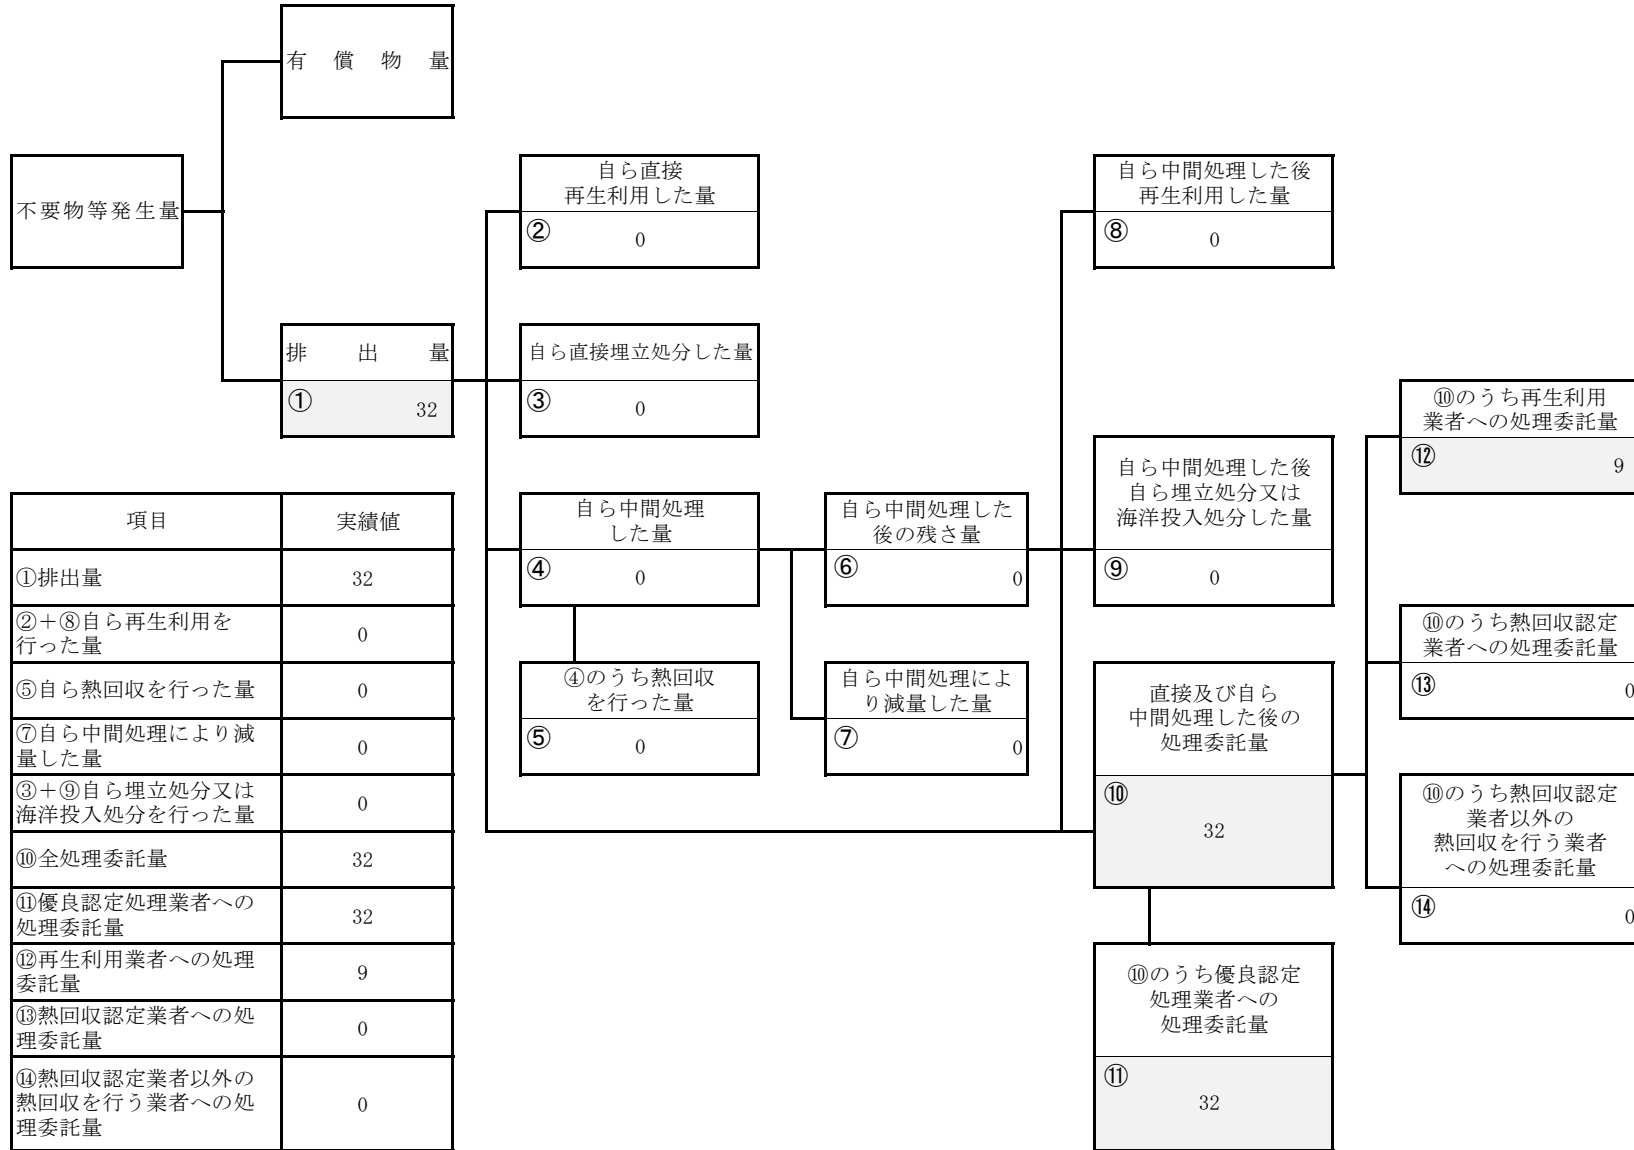 有償物量
不要物等発生量
排出量
①
32
自ら直接
再生利用した量
②
0
自ら直接埋立処分した量
③
0
自ら中間処理
した量
④
0
④のうち熱回収
を行った量
⑤
0
自ら中間処理した
後の残さ量
⑥
0
自ら中間処理によ
り減量した量
⑦
0
自ら中間処理した後
再生利用した量
⑧
0
自ら中間処理した後
自ら埋立処分又は
海洋投入処分した量
⑨
0
直接及び自ら
中間処理した後の
処理委託量
⑩
32
⑩のうち優良認定
処理業者への
処理委託量
⑪
32
⑩のうち再生利用
業者への処理委託量
⑫
9
⑩のうち熱回収認定
業者への処理委託量
⑬
0
⑩のうち熱回収認定
業者以外の
熱回収を行う業者
への処理委託量
⑭
0
項目 実績値
①排出量 32
②+⑧自ら再生利用を
行った量 0
⑤自ら熱回収を行った量 0
⑦自ら中間処理により減
量した量 0
③+⑨自ら埋立処分又は
海洋投入処分を行った量 0
⑩全処理委託量 32
⑪優良認定処理業者への
処理委託量 32
⑫再生利用業者への処理
委託量 9
⑬熱回収認定業者への処
理委託量 0
⑭熱回収認定業者以外の
熱回収を行う業者への処
理委託量 0